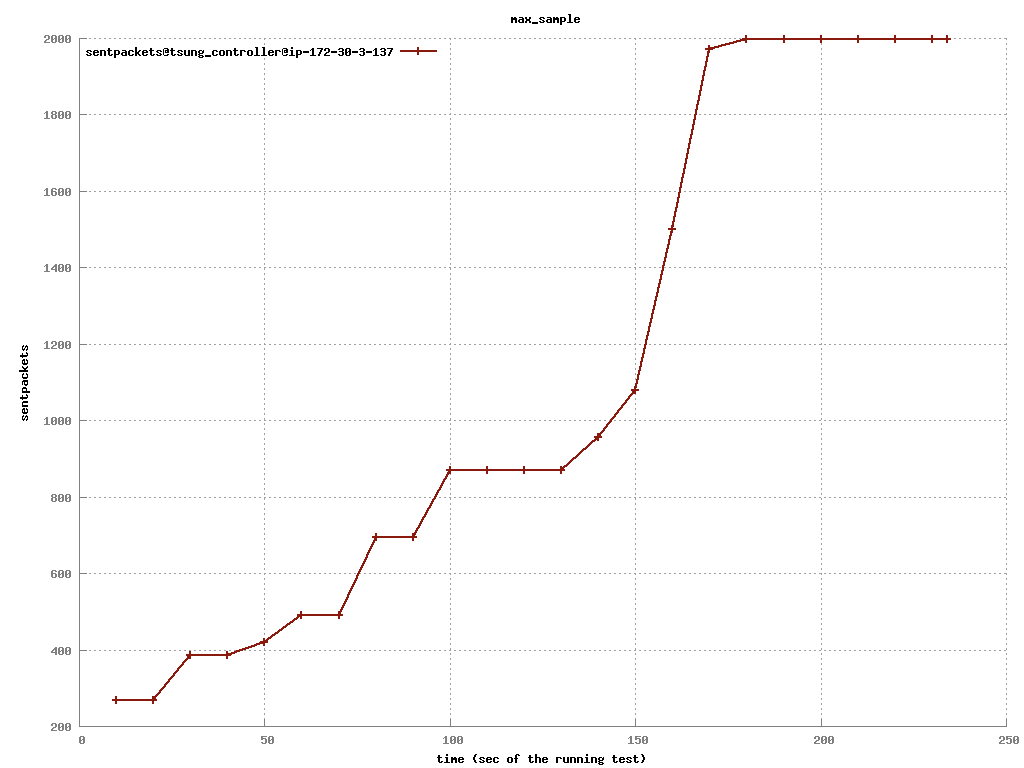 max_sample
sentpackets@tsung_controller@ip-172-30-3-137
2000
1800
1600
1400
1200
1000
800
600
400
200
sentpackets
0 50 100 150 200 250
time (sec of the running test)